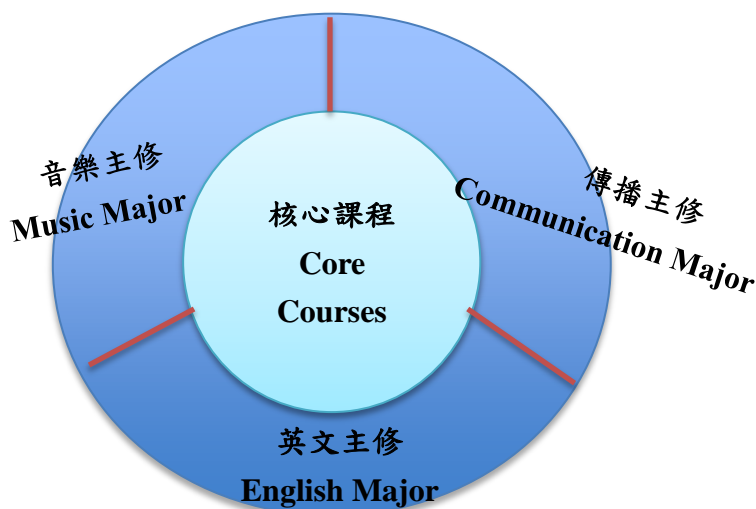 音樂主修
Music Major
傳播主修
Communication Major
核心課程
Core
Courses
英文主修
English Major